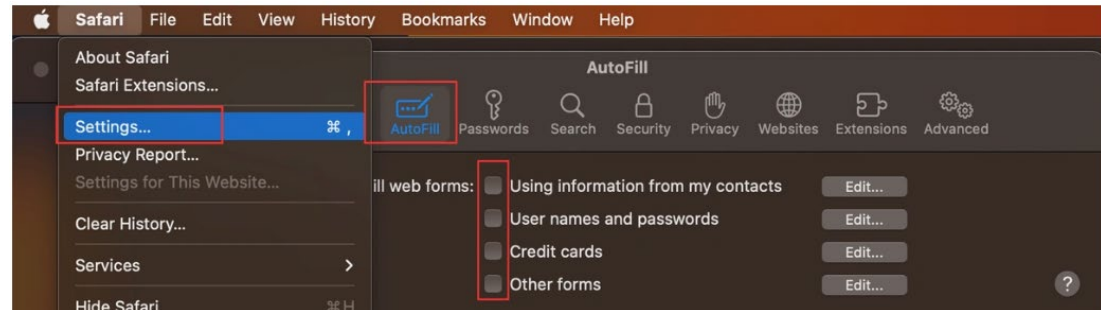 Safari File Edit View History Bookmarks Window Help
About Safari
Safari Extensions...
Settings... ⌘ ,
Privacy Report...
Settings for This Website...
Clear History...
Services
Hide Safari ⌘H
AutoFill
AutoFill Passwords Search Security Privacy Websites Extensions Advanced
ill web forms: Using information from my contacts Edit...
User names and passwords Edit...
Credit cards Edit...
Other forms Edit...
?